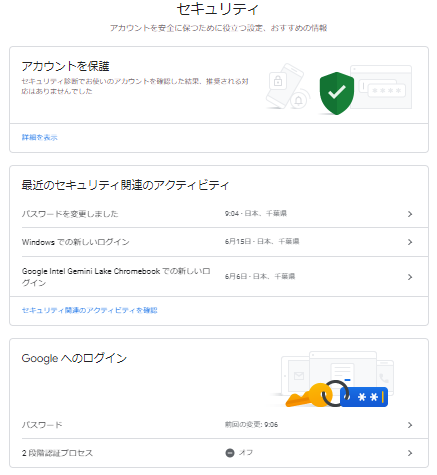 セキュリティ
アカウントを安全に保つために役立つ設定、おすすめの情報
アカウントを保護
セキュリティ診断でお使いのアカウントを確認した結果、推奨される対
応はありませんでした
詳細を表示
最近のセキュリティ関連のアクティビティ
パスワードを変更しました 9:04 · 日本、千葉県
Windows での新しいログイン 6月15日 · 日本、千葉県
Google Intel Gemini Lake Chromebook での新しいロ 6月6日 · 日本、千葉県
グイン
セキュリティ関連のアクティビティを確認
Google へのログイン
パスワード 前回の変更: 9:06
2 段階認証プロセス オフ